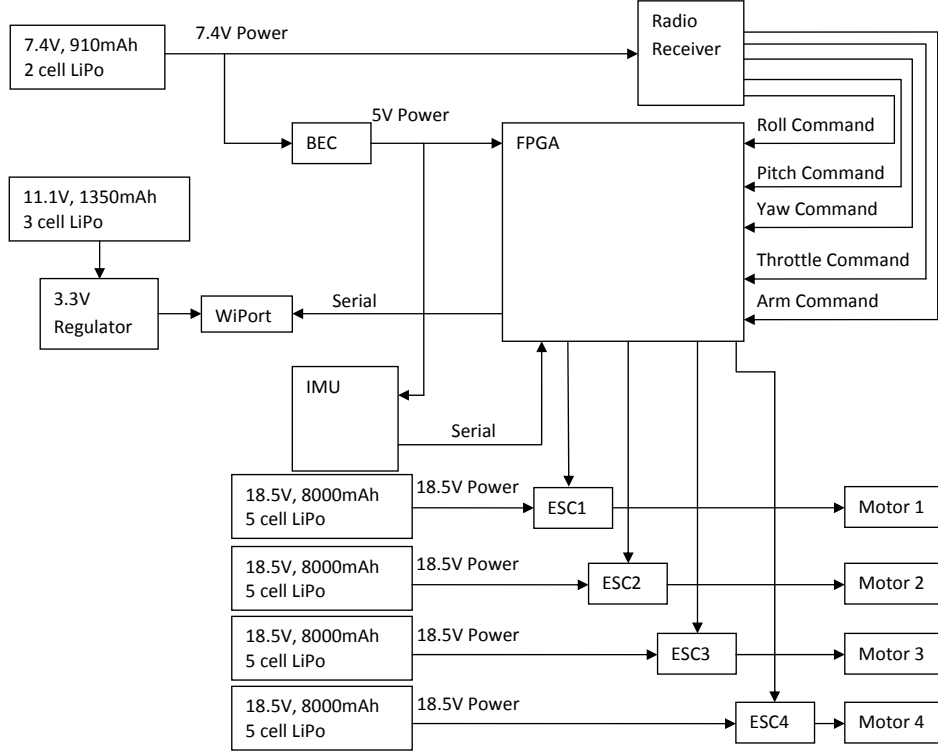 7.4V, 910mAh
2 cell LiPo
7.4V Power
Radio
Receiver
BEC
5V Power
FPGA
Roll Command
Pitch Command
Yaw Command
Throttle Command
Arm Command
11.1V, 1350mAh
3 cell LiPo
3.3V
Regulator
WiPort
Serial
IMU
Serial
18.5V, 8000mAh
5 cell LiPo
18.5V Power
ESC1
Motor 1
18.5V, 8000mAh
5 cell LiPo
18.5V Power
ESC2
Motor 2
18.5V, 8000mAh
5 cell LiPo
18.5V Power
ESC3
Motor 3
18.5V, 8000mAh
5 cell LiPo
18.5V Power
ESC4
Motor 4